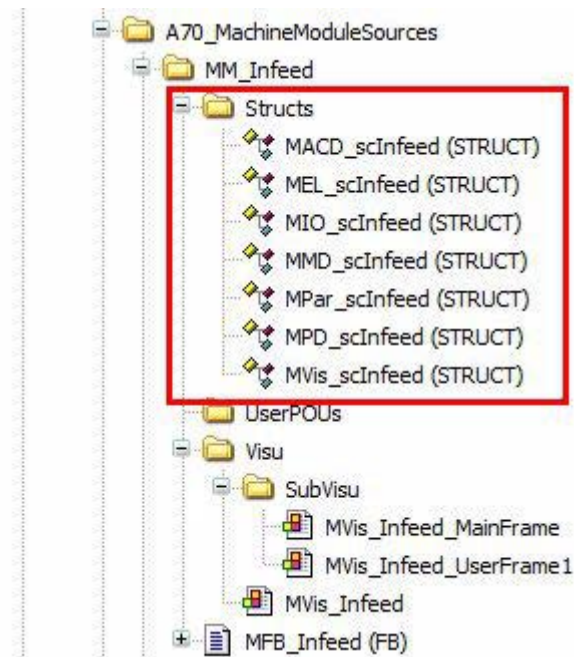 A70_MachineModuleSources
MM_Infeed
Structs
MACD_scInfeed (STRUCT)
MEL_scInfeed (STRUCT)
MIO_scInfeed (STRUCT)
MMD_scInfeed (STRUCT)
MPar_scInfeed (STRUCT)
MPD_scInfeed (STRUCT)
MVis_scInfeed (STRUCT)
UserPOUs
Visu
SubVisu
MVis_Infeed_MainFrame
MVis_Infeed_UserFrame1
MVis_Infeed
MFB_Infeed (FB)